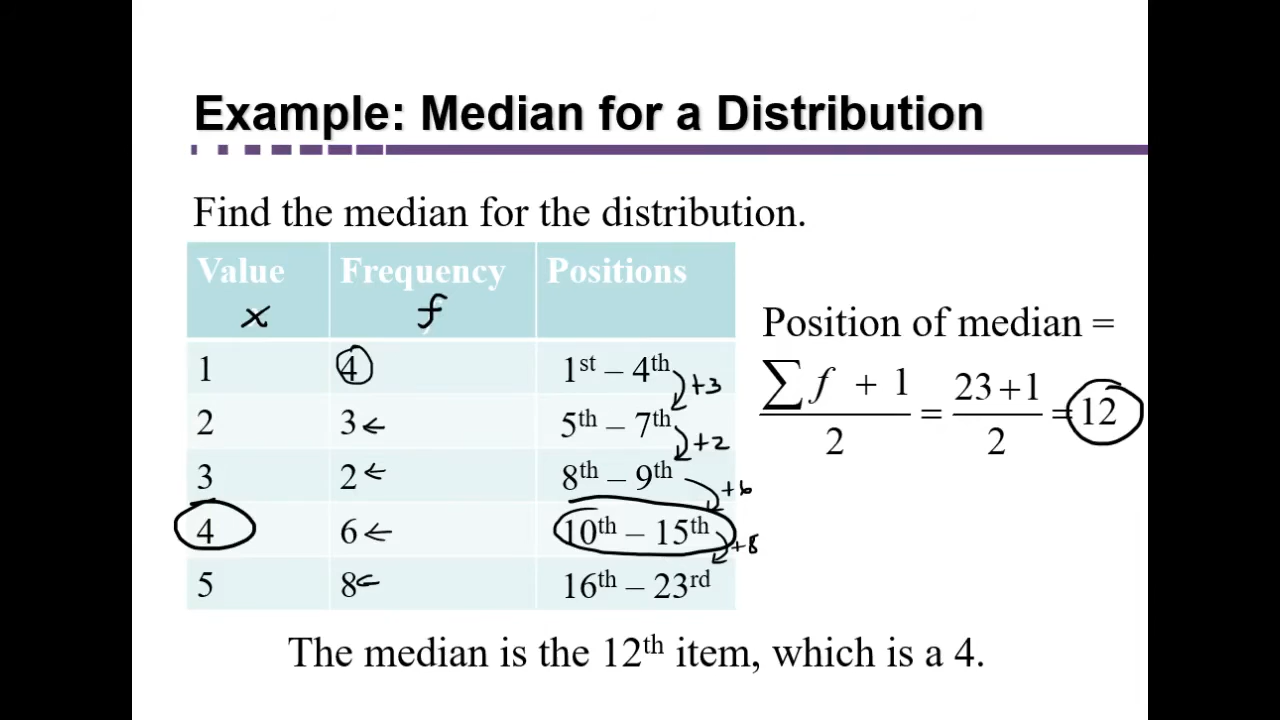 Example: Median for a Distribution
Find the median for the distribution.
Value Frequency Positions
x f
1 4 1st – 4th
+3
2 3 5th – 7th
+2
3 2 8th – 9th
+6
4 6 10th – 15th
+8
5 8 16th – 23rd
Position of median =
∑f + 1 / 2 = 23+1 / 2 = 12
The median is the 12th item, which is a 4.